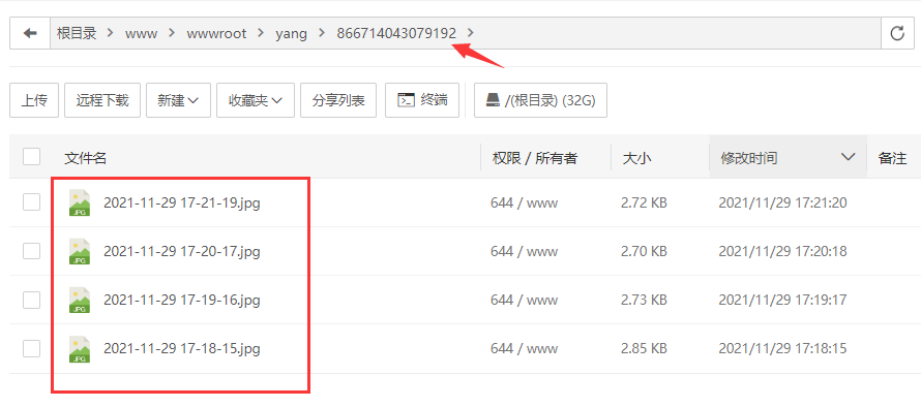 根目录 > www > wwwroot > yang > 866714043079192 >
上传 远程下载 新建 收藏夹 分享列表 终端 /(根目录) (32G)
文件名 权限 / 所有者 大小 修改时间 备注
JPG 2021-11-29 17-21-19.jpg 644 / www 2.72 KB 2021/11/29 17:21:20
JPG 2021-11-29 17-20-17.jpg 644 / www 2.70 KB 2021/11/29 17:20:18
JPG 2021-11-29 17-19-16.jpg 644 / www 2.73 KB 2021/11/29 17:19:17
JPG 2021-11-29 17-18-15.jpg 644 / www 2.85 KB 2021/11/29 17:18:15